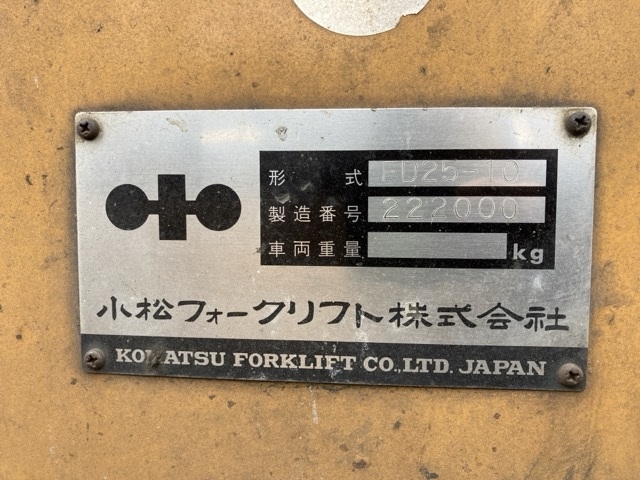 形式 FD25-10
製造番号 222000
車両重量 kg
小松フォークリフト株式会社
KOMATSU FORKLIFT CO.,LTD. JAPAN